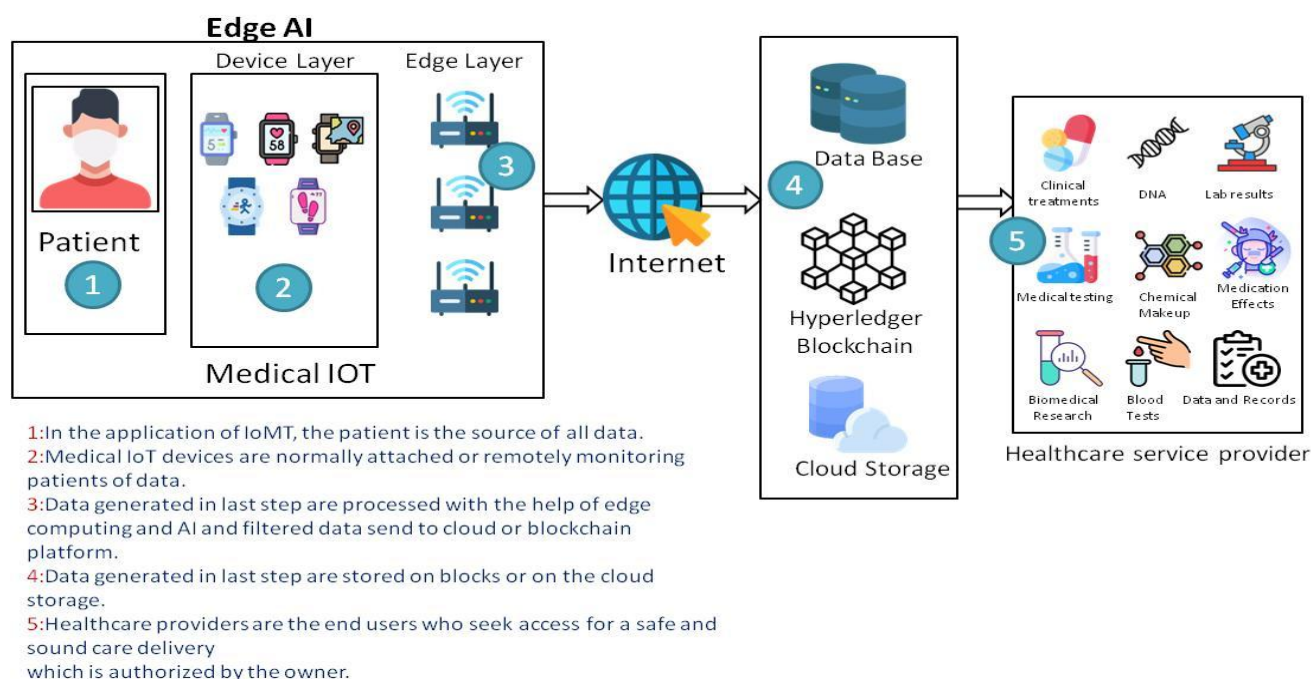 Edge AI
Device Layer
Edge Layer
5
58
Patient
1
2
3
Medical IOT
Internet
4
Data Base
Hyperledger
Blockchain
Cloud Storage
5
Clinical
treatments
DNA
Lab results
Medical testing
Chemical
Makeup
Medication
Effects
Biomedical
Research
Blood
Tests
Data and Records
Healthcare service provider
1:In the application of IoMT, the patient is the source of all data.
2:Medical IoT devices are normally attached or remotely monitoring
patients of data.
3:Data generated in last step are processed with the help of edge
computing and AI and filtered data send to cloud or blockchain
platform.
4:Data generated in last step are stored on blocks or on the cloud
storage.
5:Healthcare providers are the end users who seek access for a safe and
sound care delivery
which is authorized by the owner.